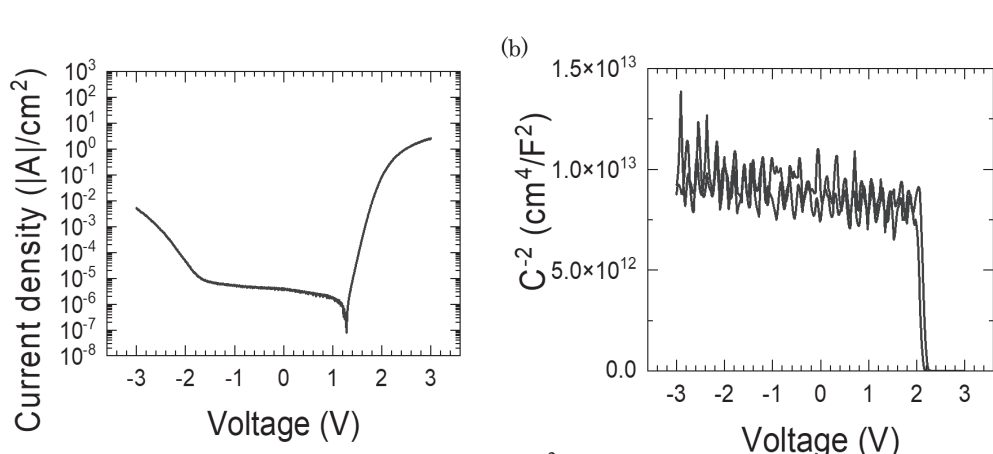 (b)
Current density (|A|/cm²)
10³
10²
10¹
10⁰
10⁻¹
10⁻²
10⁻³
10⁻⁴
10⁻⁵
10⁻⁶
10⁻⁷
10⁻⁸
-3 -2 -1 0 1 2 3
Voltage (V)
C⁻² (cm⁴/F²)
1.5×10¹³
1.0×10¹³
5.0×10¹²
0.0
-3 -2 -1 0 1 2 3
Voltage (V)